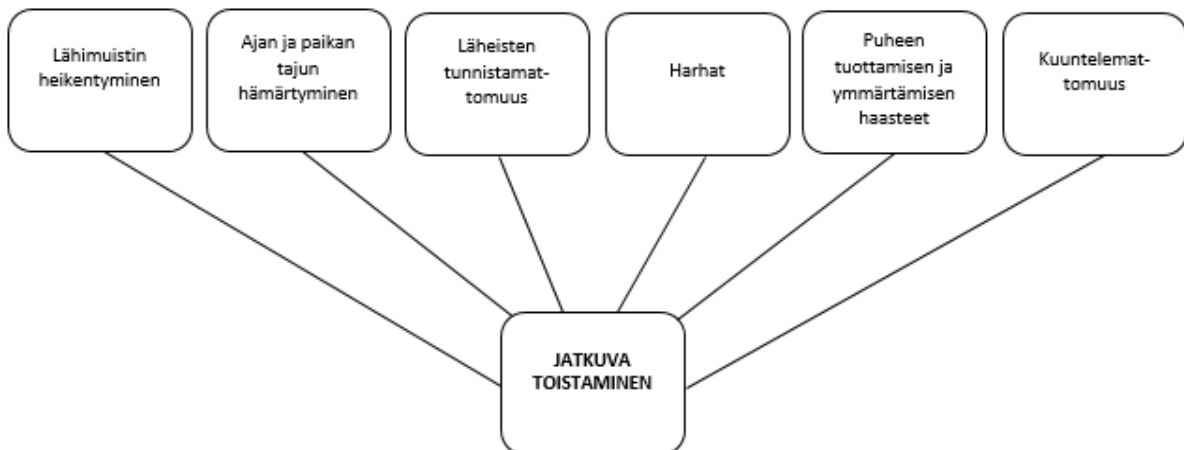 Lähimuistin
heikentyminen
Ajan ja paikan
tajun
hämärtyminen
Läheisten
tunnistamat-
tomuus
Harhat
Puheen
tuottamisen ja
ymmärtämisen
haasteet
Kuuntelemat-
tomuus
JATKUVA
TOISTAMINEN